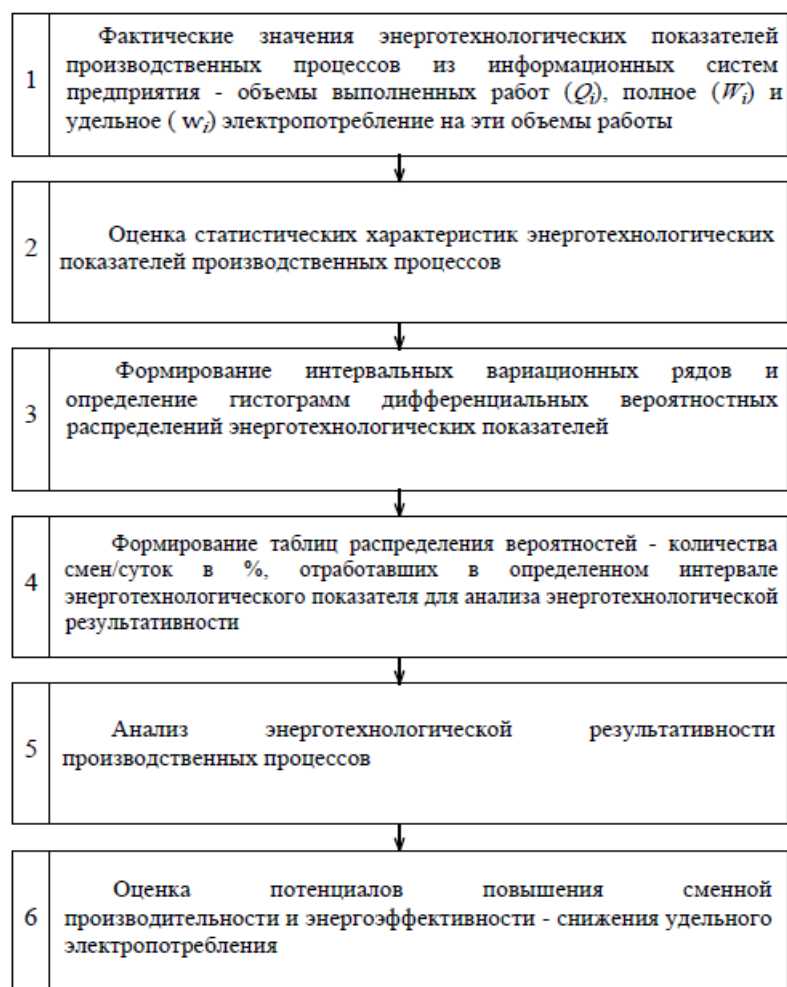 Фактические значения энерготехнологических показателей
производственных процессов из информационных систем
1
предприятия - объемы выполненных работ (Qi), полное (Wi) и
удельное ( wi) электропотребление на эти объемы работы
2
Оценка статистических характеристик энерготехнологических
показателей производственных процессов
Формирование интервальных вариационных рядов и
3
определение гистограмм дифференциальных вероятностных
распределений энерготехнологических показателей
Формирование таблиц распределения вероятностей - количества
смен/суток в %, отработавших в определенном интервале
4
энерготехнологического показателя для анализа энерготехнологической
результативности
5
Анализ энерготехнологической результативности
производственных процессов
Оценка потенциалов повышения сменной
6
производительности и энергоэффективности - снижения удельного
электропотребления